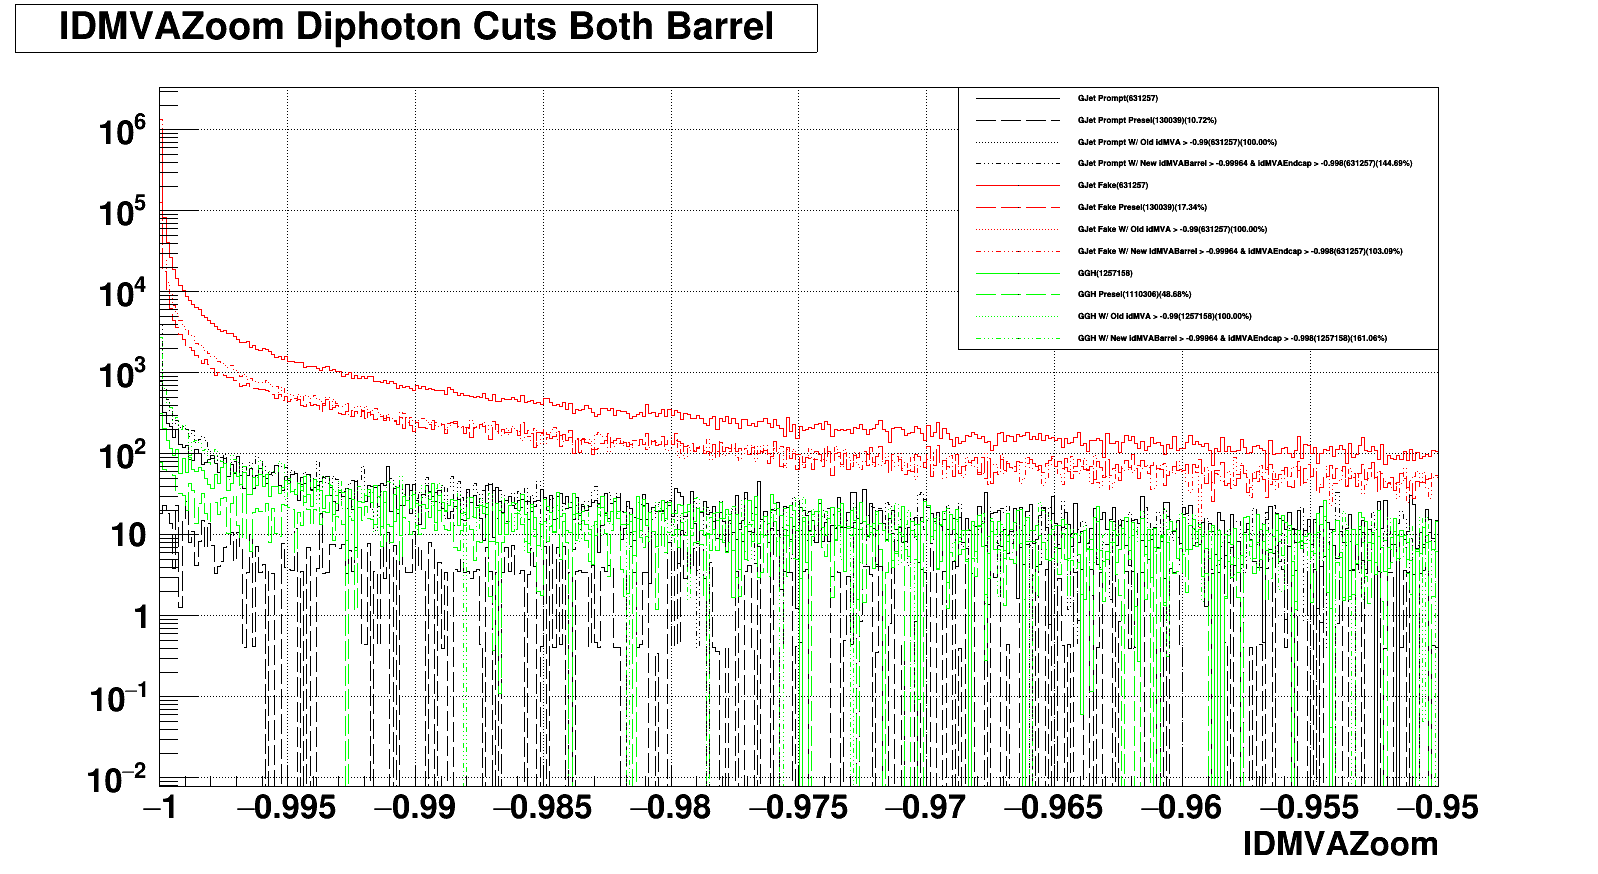 IDMVAZoom Diphoton Cuts Both Barrel
GJet Prompt(631257)
GJet Prompt Presel(130039)(10.72%)
GJet Prompt W/ Old idMVA > -0.99(631257)(100.00%)
GJet Prompt W/ New idMVABarrel > -0.99964 & idMVAEndcap > -0.998(631257)(144.69%)
GJet Fake(631257)
GJet Fake Presel(130039)(17.34%)
GJet Fake W/ Old idMVA > -0.99(631257)(100.00%)
GJet Fake W/ New idMVABarrel > -0.99964 & idMVAEndcap > -0.998(631257)(103.09%)
GGH(1257158)
GGH Presel(1110306)(48.68%)
GGH W/ Old idMVA > -0.99(1257158)(100.00%)
GGH W/ New idMVABarrel > -0.99964 & idMVAEndcap > -0.998(1257158)(161.06%)
10⁶
10⁵
10⁴
10³
10²
10
1
10⁻¹
10⁻²
−1 −0.995 −0.99 −0.985 −0.98 −0.975 −0.97 −0.965 −0.96 −0.955 −0.95
IDMVAZoom